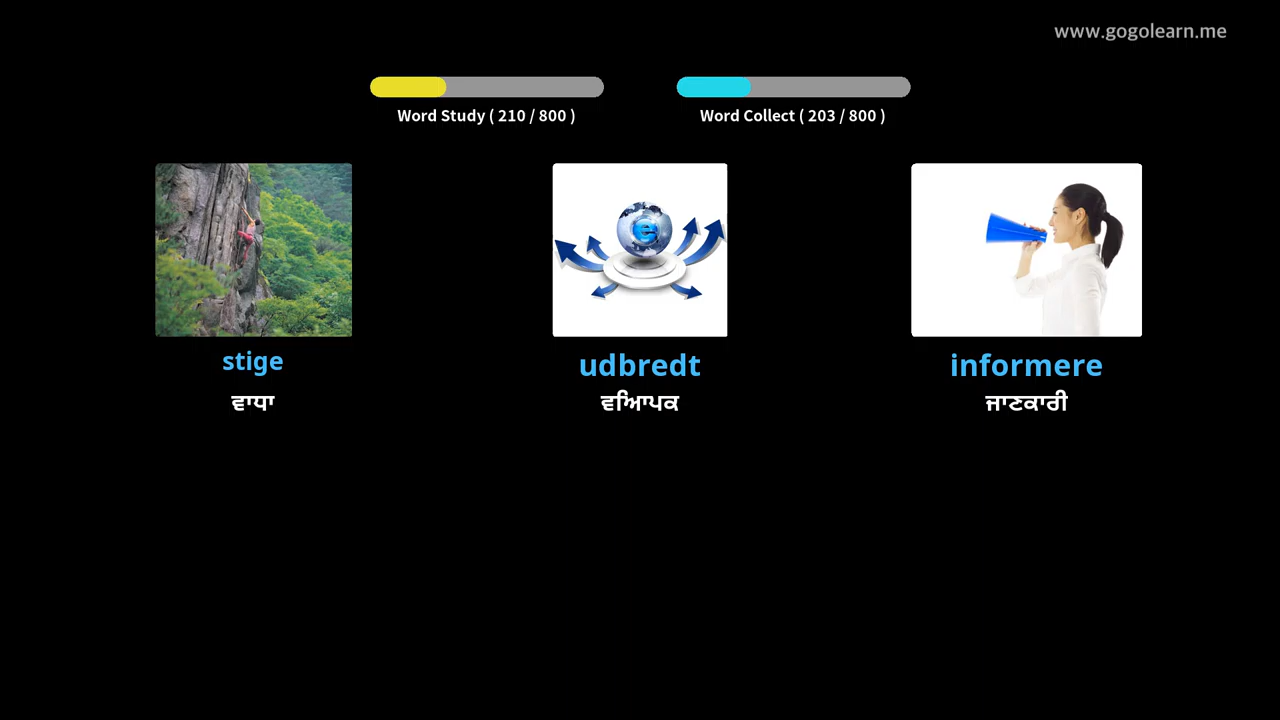 www.gogolearn.me
Word Study ( 210 / 800 )
Word Collect ( 203 / 800 )
stige
udbredt
informere
ਵਾਧਾ
ਵਿਆਪਕ
ਜਾਣਕਾਰੀ